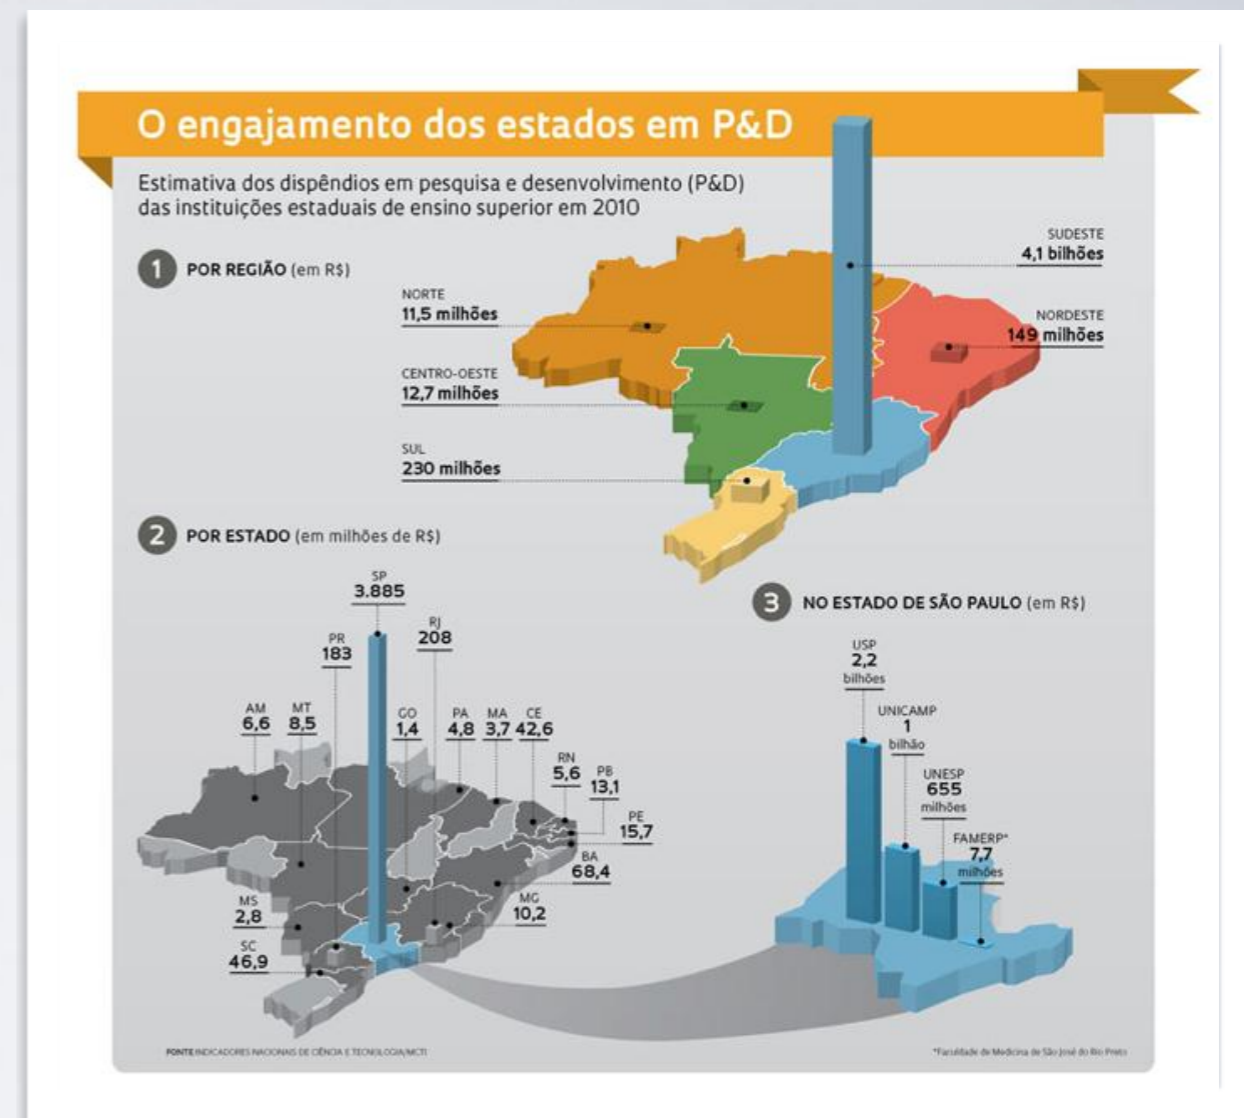 O engajamento dos estados em P&D
Estimativa dos dispêndios em pesquisa e desenvolvimento (P&D)
das instituições estaduais de ensino superior em 2010
1 POR REGIÃO (em R$)
SUDESTE
4,1 bilhões
NORTE
11,5 milhões
NORDESTE
149 milhões
CENTRO-OESTE
12,7 milhões
SUL
230 milhões
2 POR ESTADO (em milhões de R$)
SP
3.885
RJ
208
PR
183
AM
6,6
MT
8,5
GO
1,4
PA
4,8
MA
3,7
CE
42,6
RN
5,6
PB
13,1
PE
15,7
BA
68,4
MG
10,2
MS
2,8
SC
46,9
3 NO ESTADO DE SÃO PAULO (em R$)
USP
2,2
bilhões
UNICAMP
1
bilhão
UNESP
655
milhões
FAMERP*
7,7
milhões
FONTE INDICADORES NACIONAIS DE CIÊNCIA E TECNOLOGIA/MCTI
*Faculdade de Medicina de São José do Rio Preto